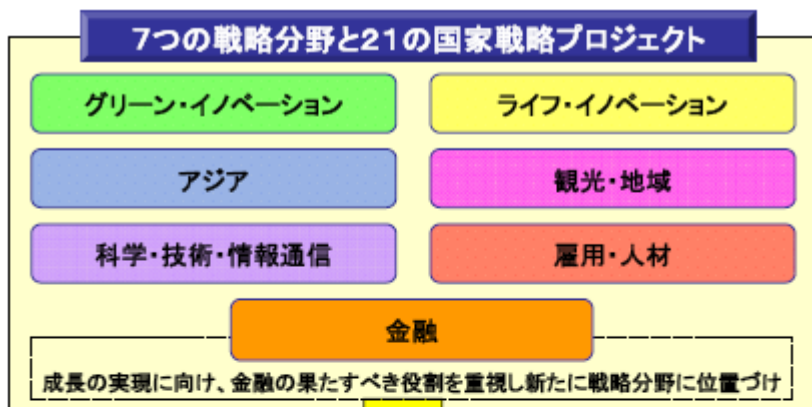 7つの戦略分野と21の国家戦略プロジェクト
グリーン・イノベーション
ライフ・イノベーション
アジア
観光・地域
科学・技術・情報通信
雇用・人材
金融
成長の実現に向け、金融の果たすべき役割を重視し新たに戦略分野に位置づけ